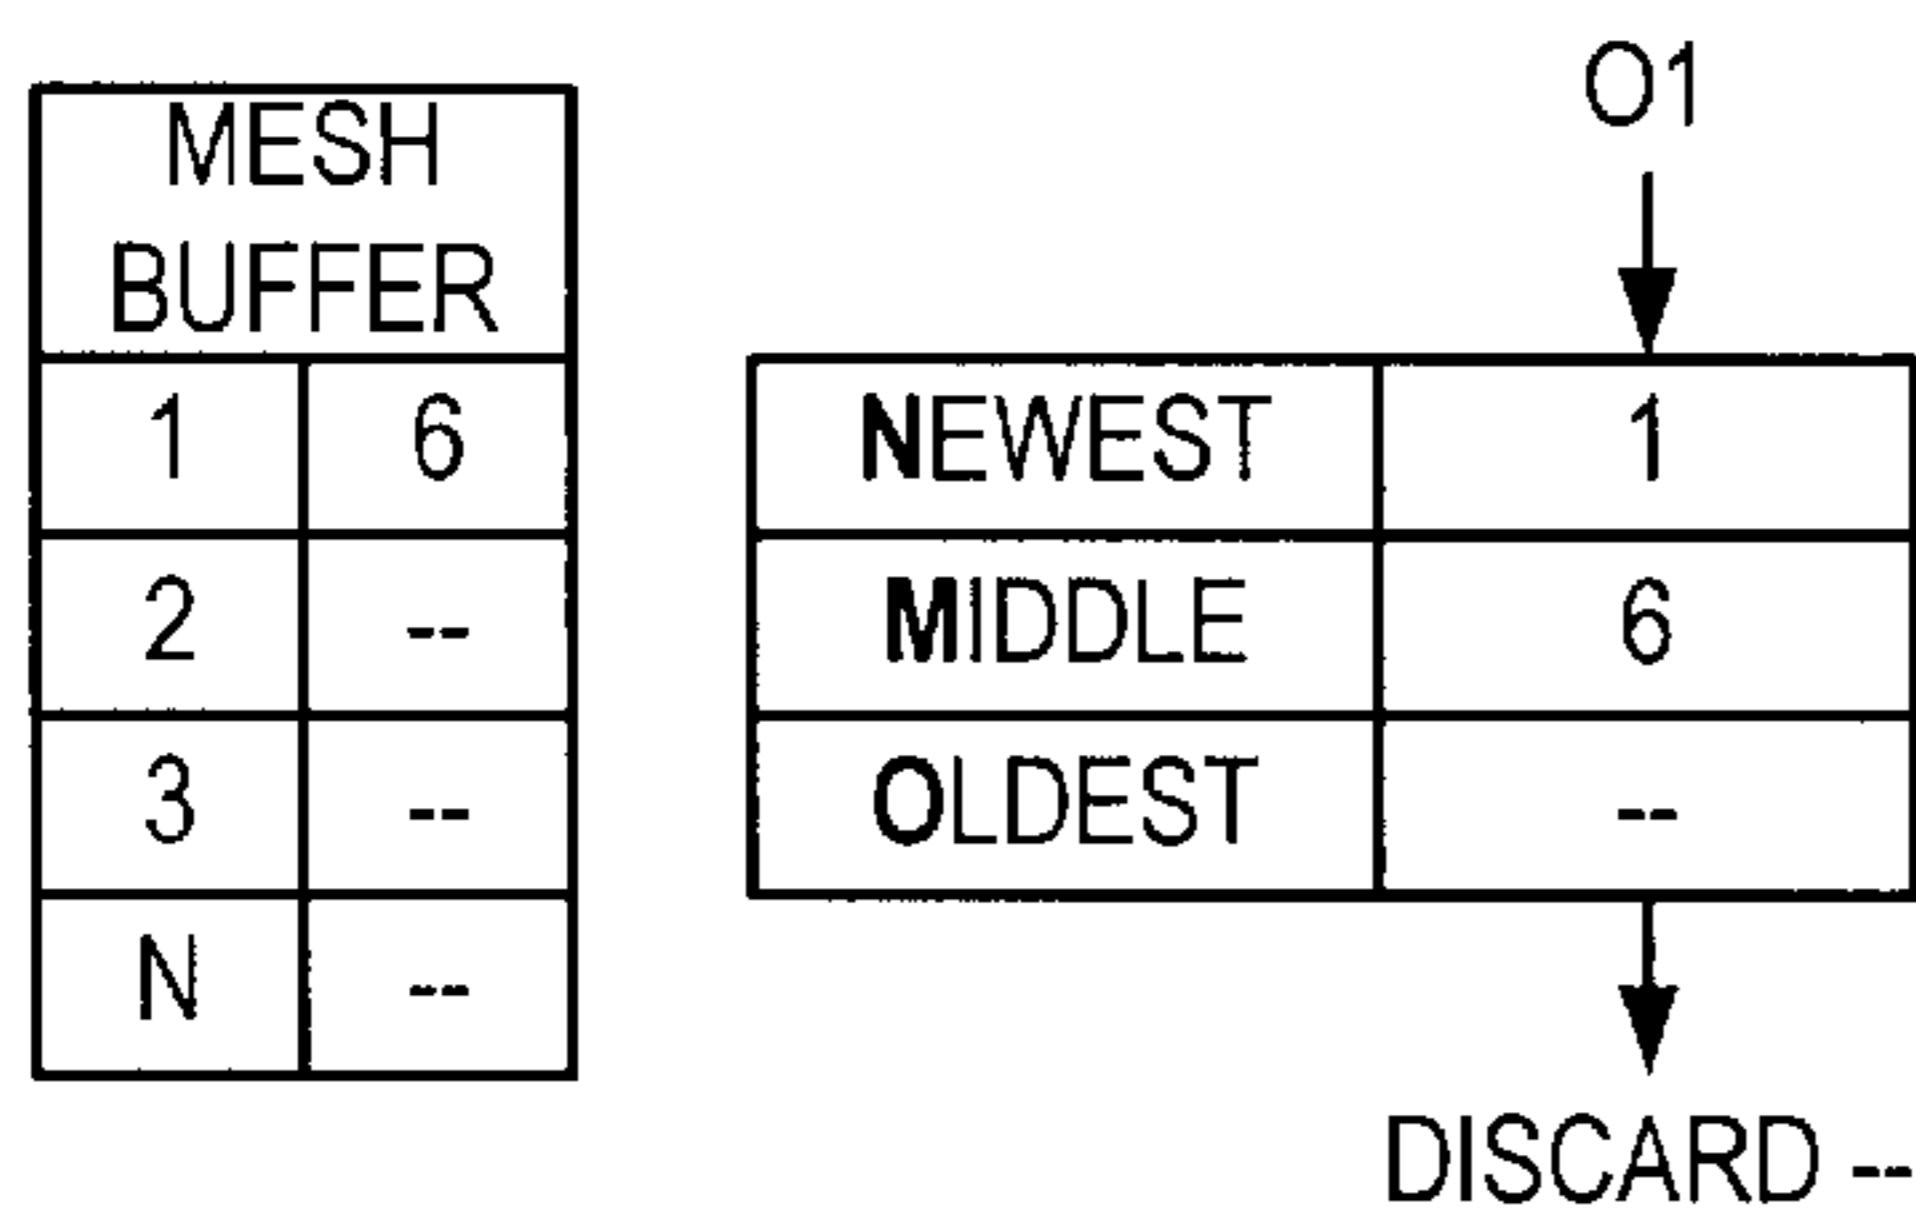 MESH
BUFFER
1 6
2 --
3 --
N --
O1
NEWEST 1
MIDDLE 6
OLDEST --
DISCARD --